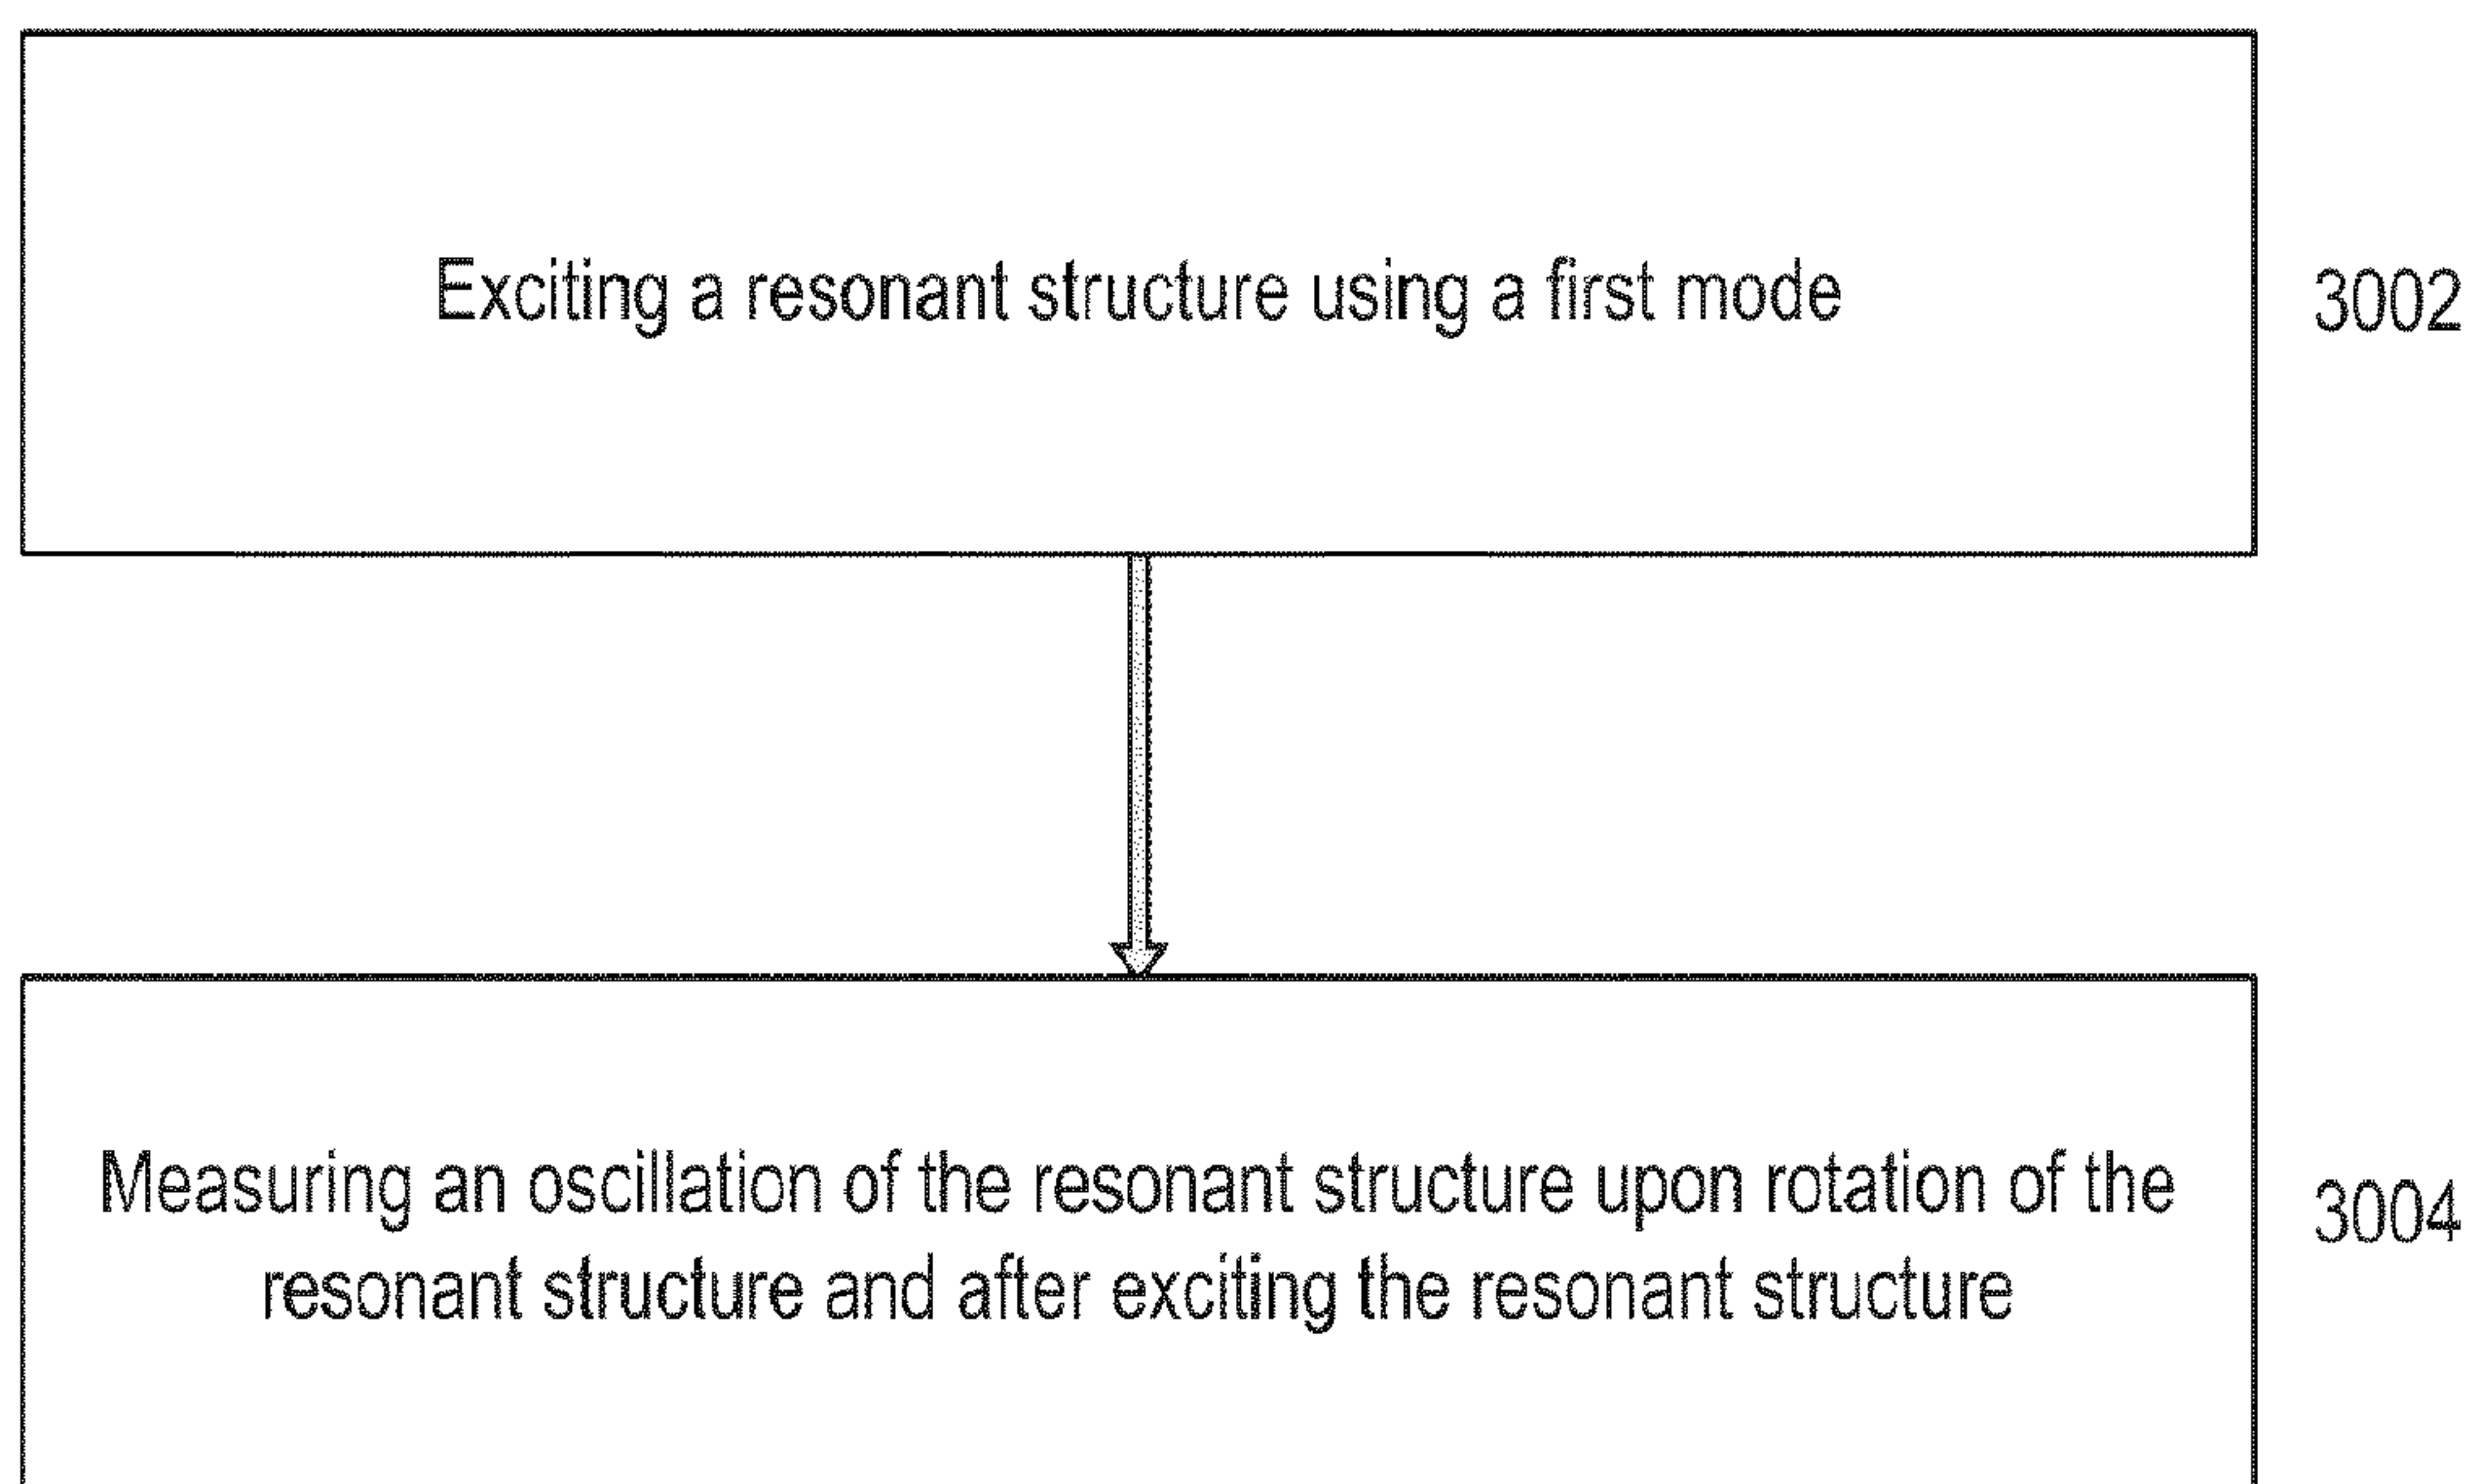 Exciting a resonant structure using a first mode
3002
Measuring an oscillation of the resonant structure upon rotation of the
resonant structure and after exciting the resonant structure
3004